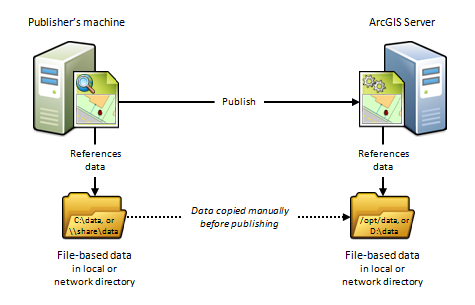 Publisher's machine
ArcGIS Server
Publish
References
data
References
data
C:\data, or
\\share\data
Data copied manually
before publishing
/opt/data, or
D:\data
File-based data
in local or
network directory
File-based data
in local or
network directory